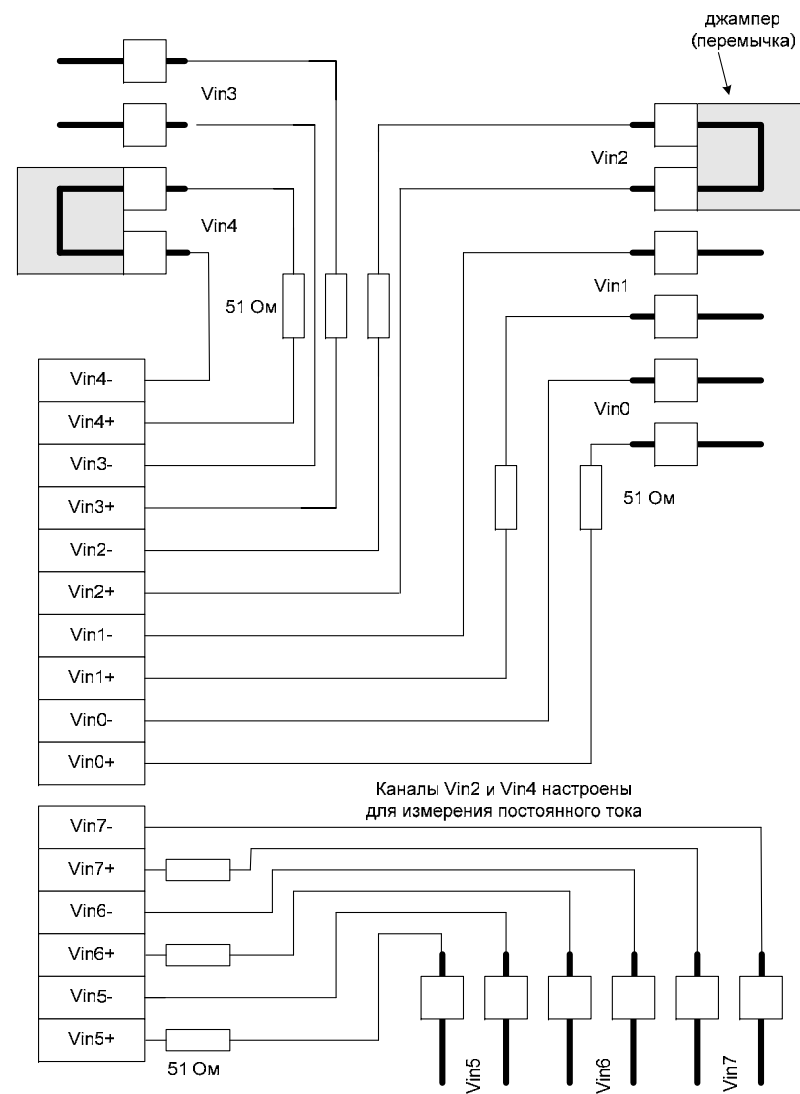 джампер
(перемычка)
Vin3
Vin2
Vin4
Vin1
51 Ом
Vin4-
Vin4+
Vin0
Vin3-
51 Ом
Vin3+
Vin2-
Vin2+
Vin1-
Vin1+
Vin0-
Vin0+
Каналы Vin2 и Vin4 настроены
для измерения постоянного тока
Vin7-
Vin7+
Vin6-
Vin6+
Vin5-
Vin5+
51 Ом
Vin5
Vin6
Vin7